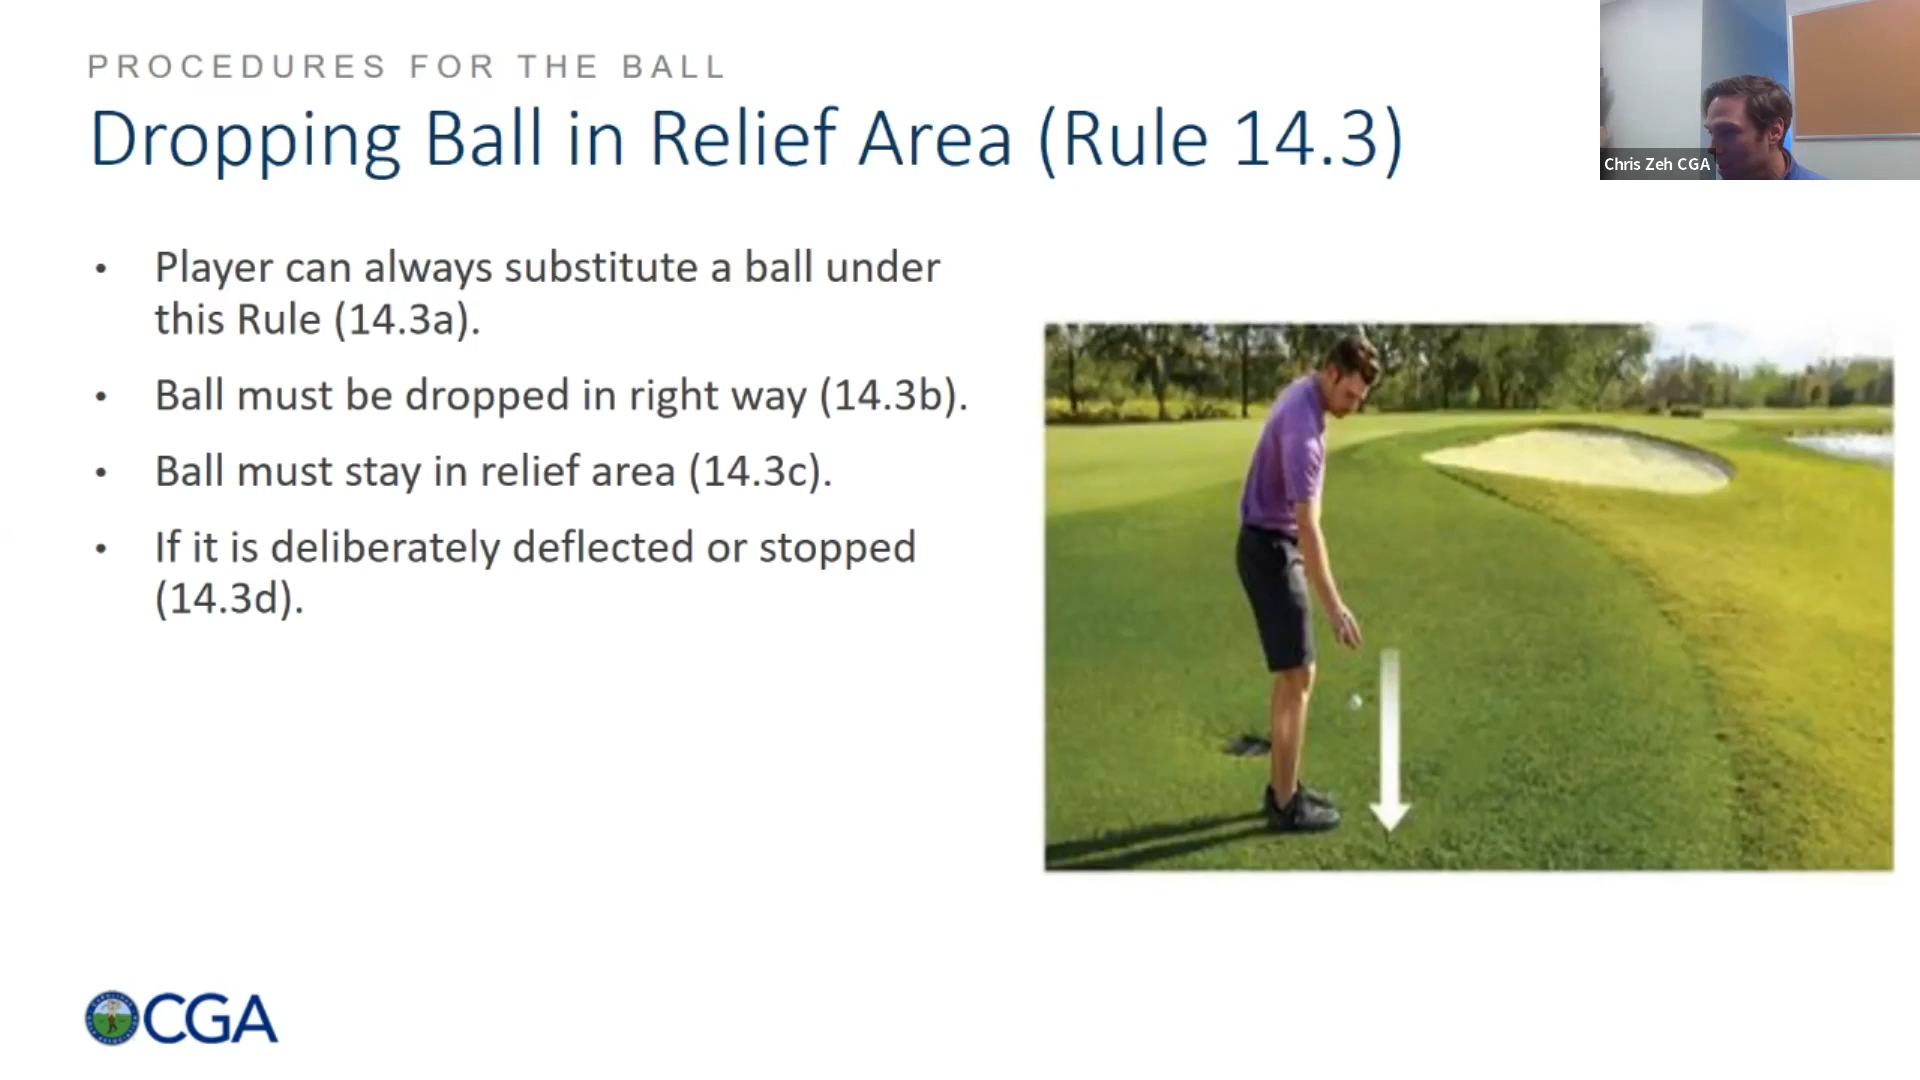 PROCEDURES FOR THE BALL
Dropping Ball in Relief Area (Rule 14.3)
Chris Zeh CGA
• Player can always substitute a ball under
this Rule (14.3a).
• Ball must be dropped in right way (14.3b).
• Ball must stay in relief area (14.3c).
• If it is deliberately deflected or stopped
(14.3d).
CGA